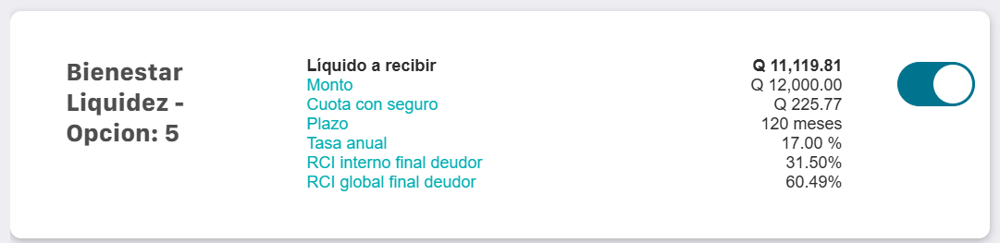 Bienestar
Liquidez -
Opcion: 5
Líquido a recibir Q 11,119.81
Monto Q 12,000.00
Cuota con seguro Q 225.77
Plazo 120 meses
Tasa anual 17.00 %
RCI interno final deudor 31.50%
RCI global final deudor 60.49%